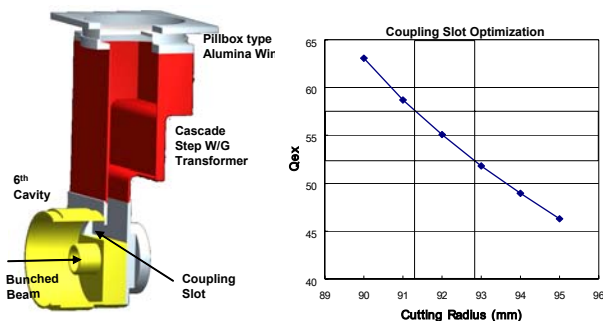 Pillbox type
Alumina Win
Cascade
Step W/G
Transformer
6th
Cavity
Bunched
Beam
Coupling
Slot
Coupling Slot Optimization
65
60
55
50
45
40
Qex
89 90 91 92 93 94 95 96
Cutting Radius (mm)